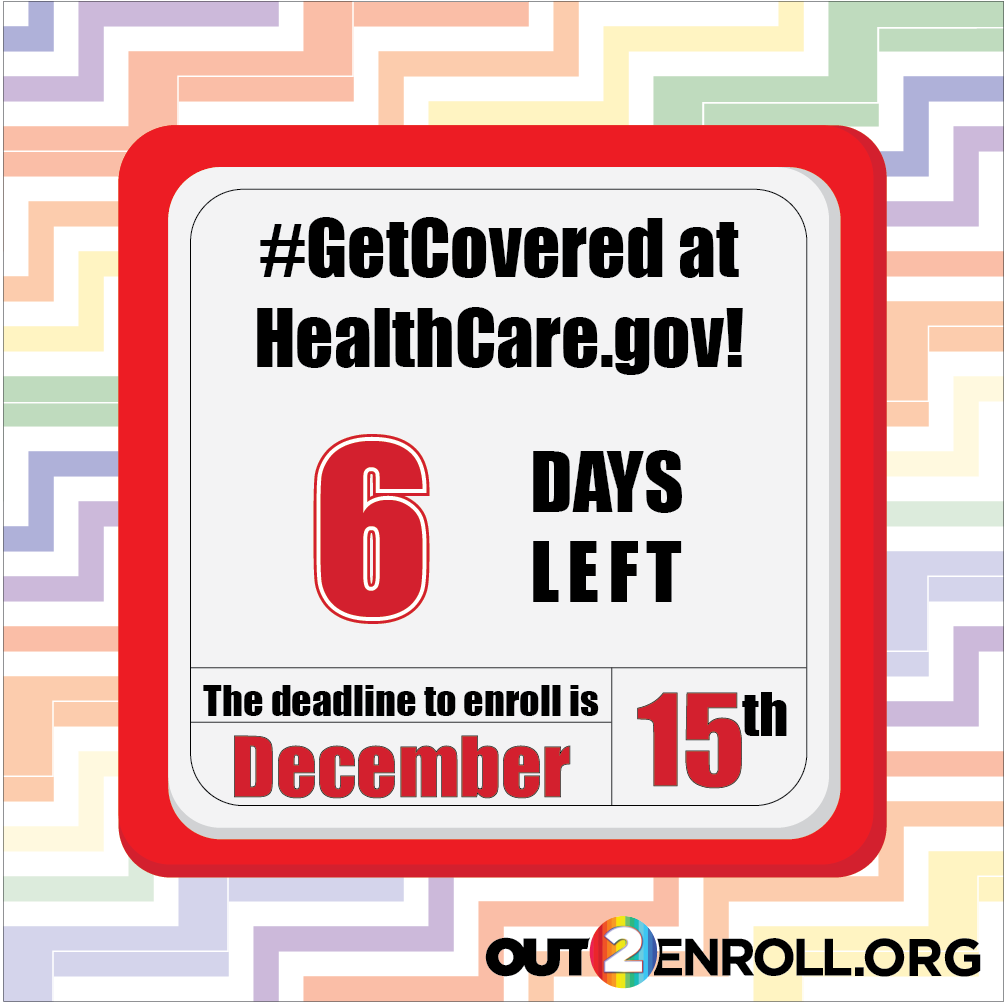 #GetCovered at
HealthCare.gov!
6 DAYS
LEFT
The deadline to enroll is
December 15th
OUT2ENROLL.ORG